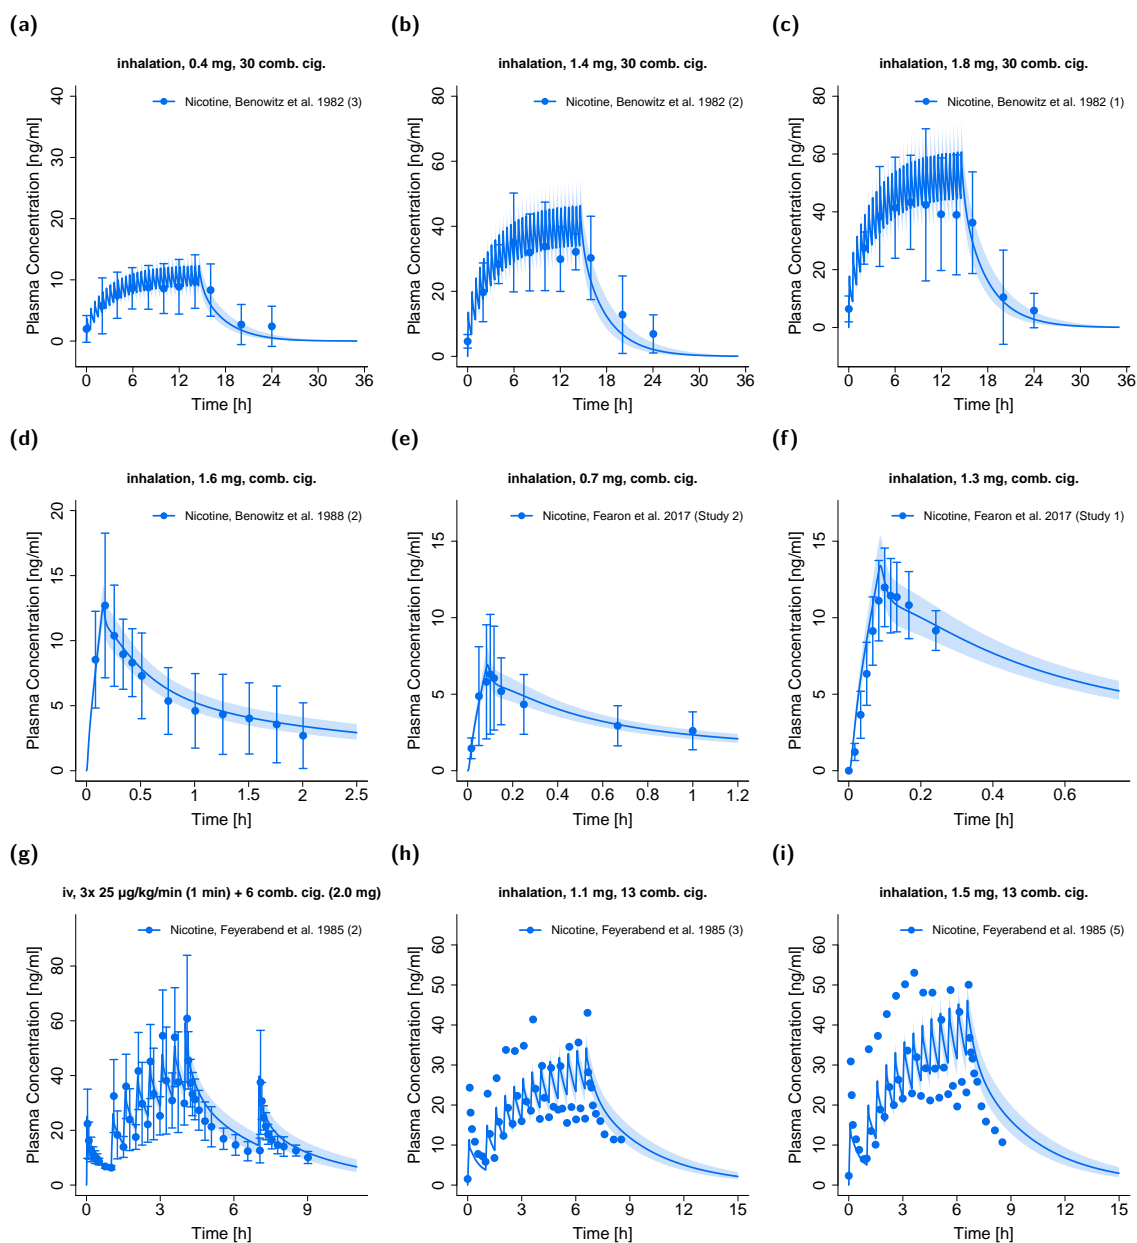 (a)
inhalation, 0.4 mg, 30 comb. cig.
Nicotine, Benowitz et al. 1982 (3)
Plasma Concentration [ng/ml]
0 10 20 30 40
0 6 12 18 24 30 36
Time [h]
(b)
inhalation, 1.4 mg, 30 comb. cig.
Nicotine, Benowitz et al. 1982 (2)
Plasma Concentration [ng/ml]
0 20 40 60 80
0 6 12 18 24 30 36
Time [h]
(c)
inhalation, 1.8 mg, 30 comb. cig.
Nicotine, Benowitz et al. 1982 (1)
Plasma Concentration [ng/ml]
0 20 40 60 80
0 6 12 18 24 30 36
Time [h]
(d)
inhalation, 1.6 mg, comb. cig.
Nicotine, Benowitz et al. 1988 (2)
Plasma Concentration [ng/ml]
0 5 10 15 20
0 0.5 1 1.5 2 2.5
Time [h]
(e)
inhalation, 0.7 mg, comb. cig.
Nicotine, Fearon et al. 2017 (Study 2)
Plasma Concentration [ng/ml]
0 5 10 15
0 0.2 0.4 0.6 0.8 1 1.2
Time [h]
(f)
inhalation, 1.3 mg, comb. cig.
Nicotine, Fearon et al. 2017 (Study 1)
Plasma Concentration [ng/ml]
0 5 10 15
0 0.2 0.4 0.6
Time [h]
(g)
iv, 3x 25 µg/kg/min (1 min) + 6 comb. cig. (2.0 mg)
Nicotine, Feyerabend et al. 1985 (2)
Plasma Concentration [ng/ml]
0 20 40 60 80
0 3 6 9
Time [h]
(h)
inhalation, 1.1 mg, 13 comb. cig.
Nicotine, Feyerabend et al. 1985 (3)
Plasma Concentration [ng/ml]
0 10 20 30 40 50 60
0 3 6 9 12 15
Time [h]
(i)
inhalation, 1.5 mg, 13 comb. cig.
Nicotine, Feyerabend et al. 1985 (5)
Plasma Concentration [ng/ml]
0 10 20 30 40 50 60
0 3 6 9 12 15
Time [h]